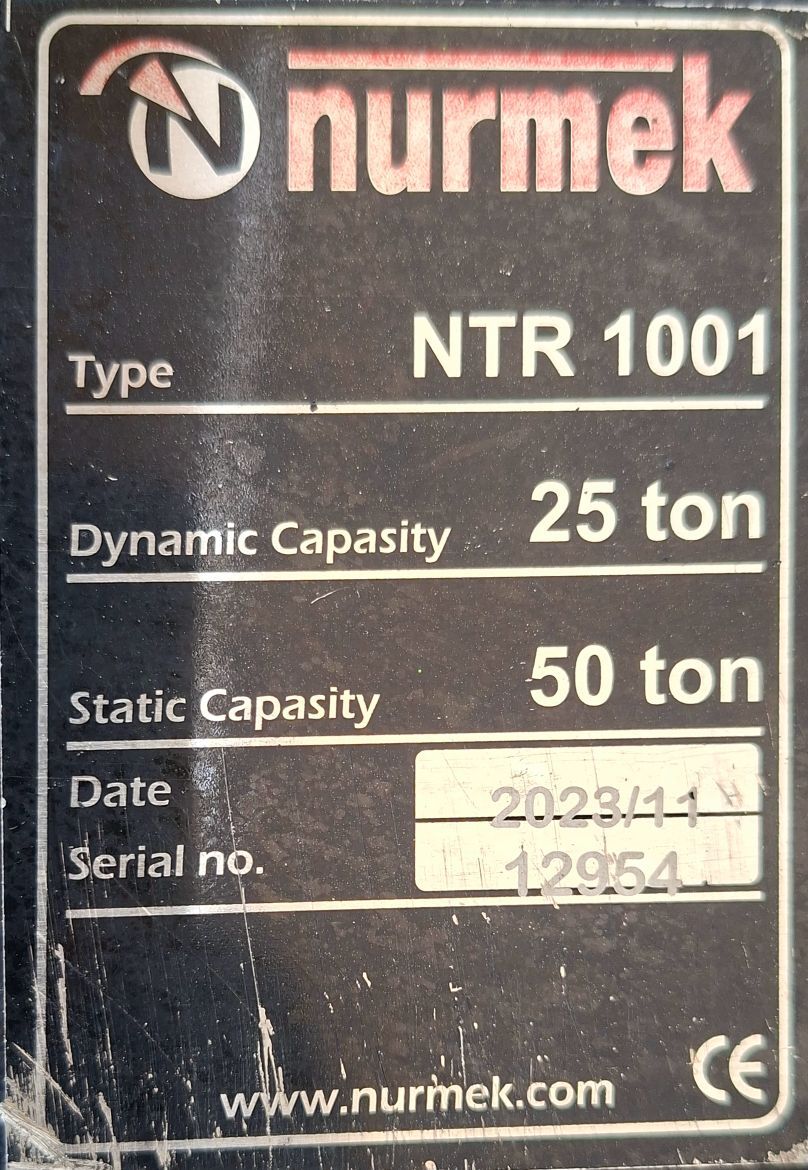 N nurmek
Type NTR 1001
Dynamic Capasity 25 ton
Static Capasity 50 ton
Date 2023/11
Serial no. 12954
www.nurmek.com CE